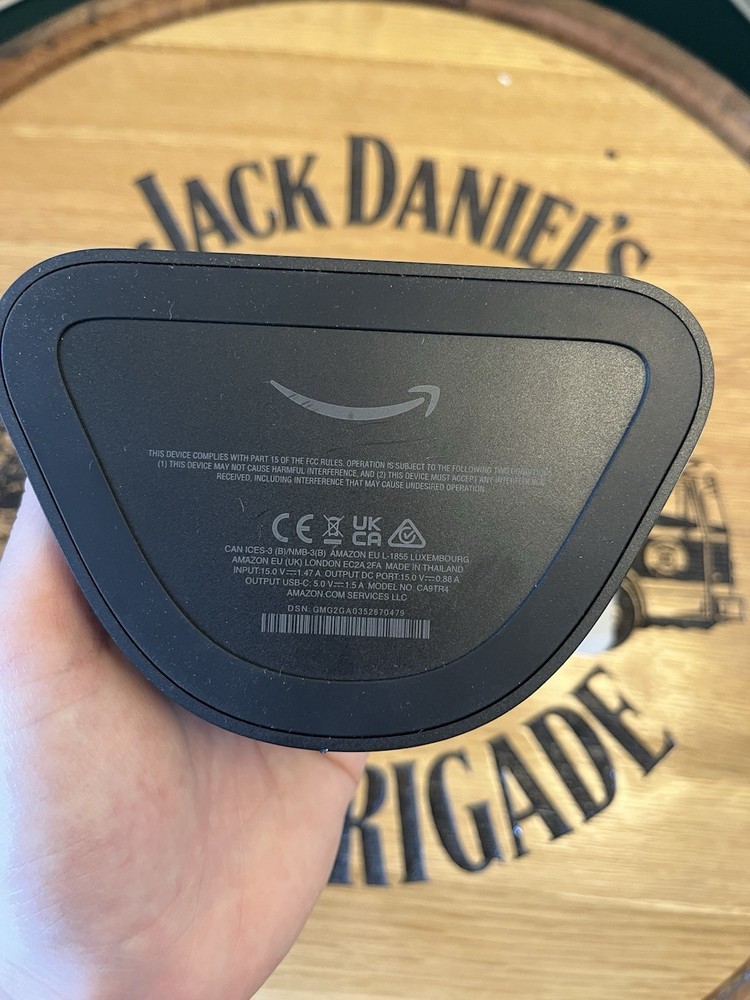 JACK DANIEL'S
THIS DEVICE COMPLIES WITH PART 15 OF THE FCC RULES. OPERATION IS SUBJECT TO THE FOLLOWING TWO CONDITIONS:
(1) THIS DEVICE MAY NOT CAUSE HARMFUL INTERFERENCE, AND (2) THIS DEVICE MUST ACCEPT ANY INTERFERENCE
RECEIVED, INCLUDING INTERFERENCE THAT MAY CAUSE UNDESIRED OPERATION.
CE UK CA
CAN ICES-3 (B)/NMB-3(B) AMAZON EU L-1855 LUXEMBOURG
AMAZON EU (UK) LONDON EC2A 2FA MADE IN THAILAND
INPUT:15.0 V⎓1.47 A OUTPUT DC PORT:15.0 V⎓0.88 A
OUTPUT USB-C: 5.0 V⎓1.5 A MODEL NO. CA9TR4
AMAZON.COM SERVICES LLC
DSN: GMG2GA0352670479
RIGADE